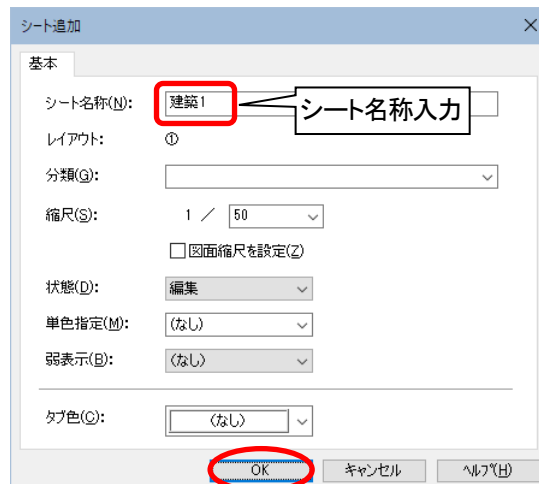 シート追加
基本
シート名称(N): 建築1
シート名称入力
レイアウト: ①
分類(G):
縮尺(S): 1 ／ 50
図面縮尺を設定(Z)
状態(D): 編集
単色指定(M): (なし)
弱表示(B): (なし)
タブ色(C): (なし)
OK キャンセル ヘルプ(H)